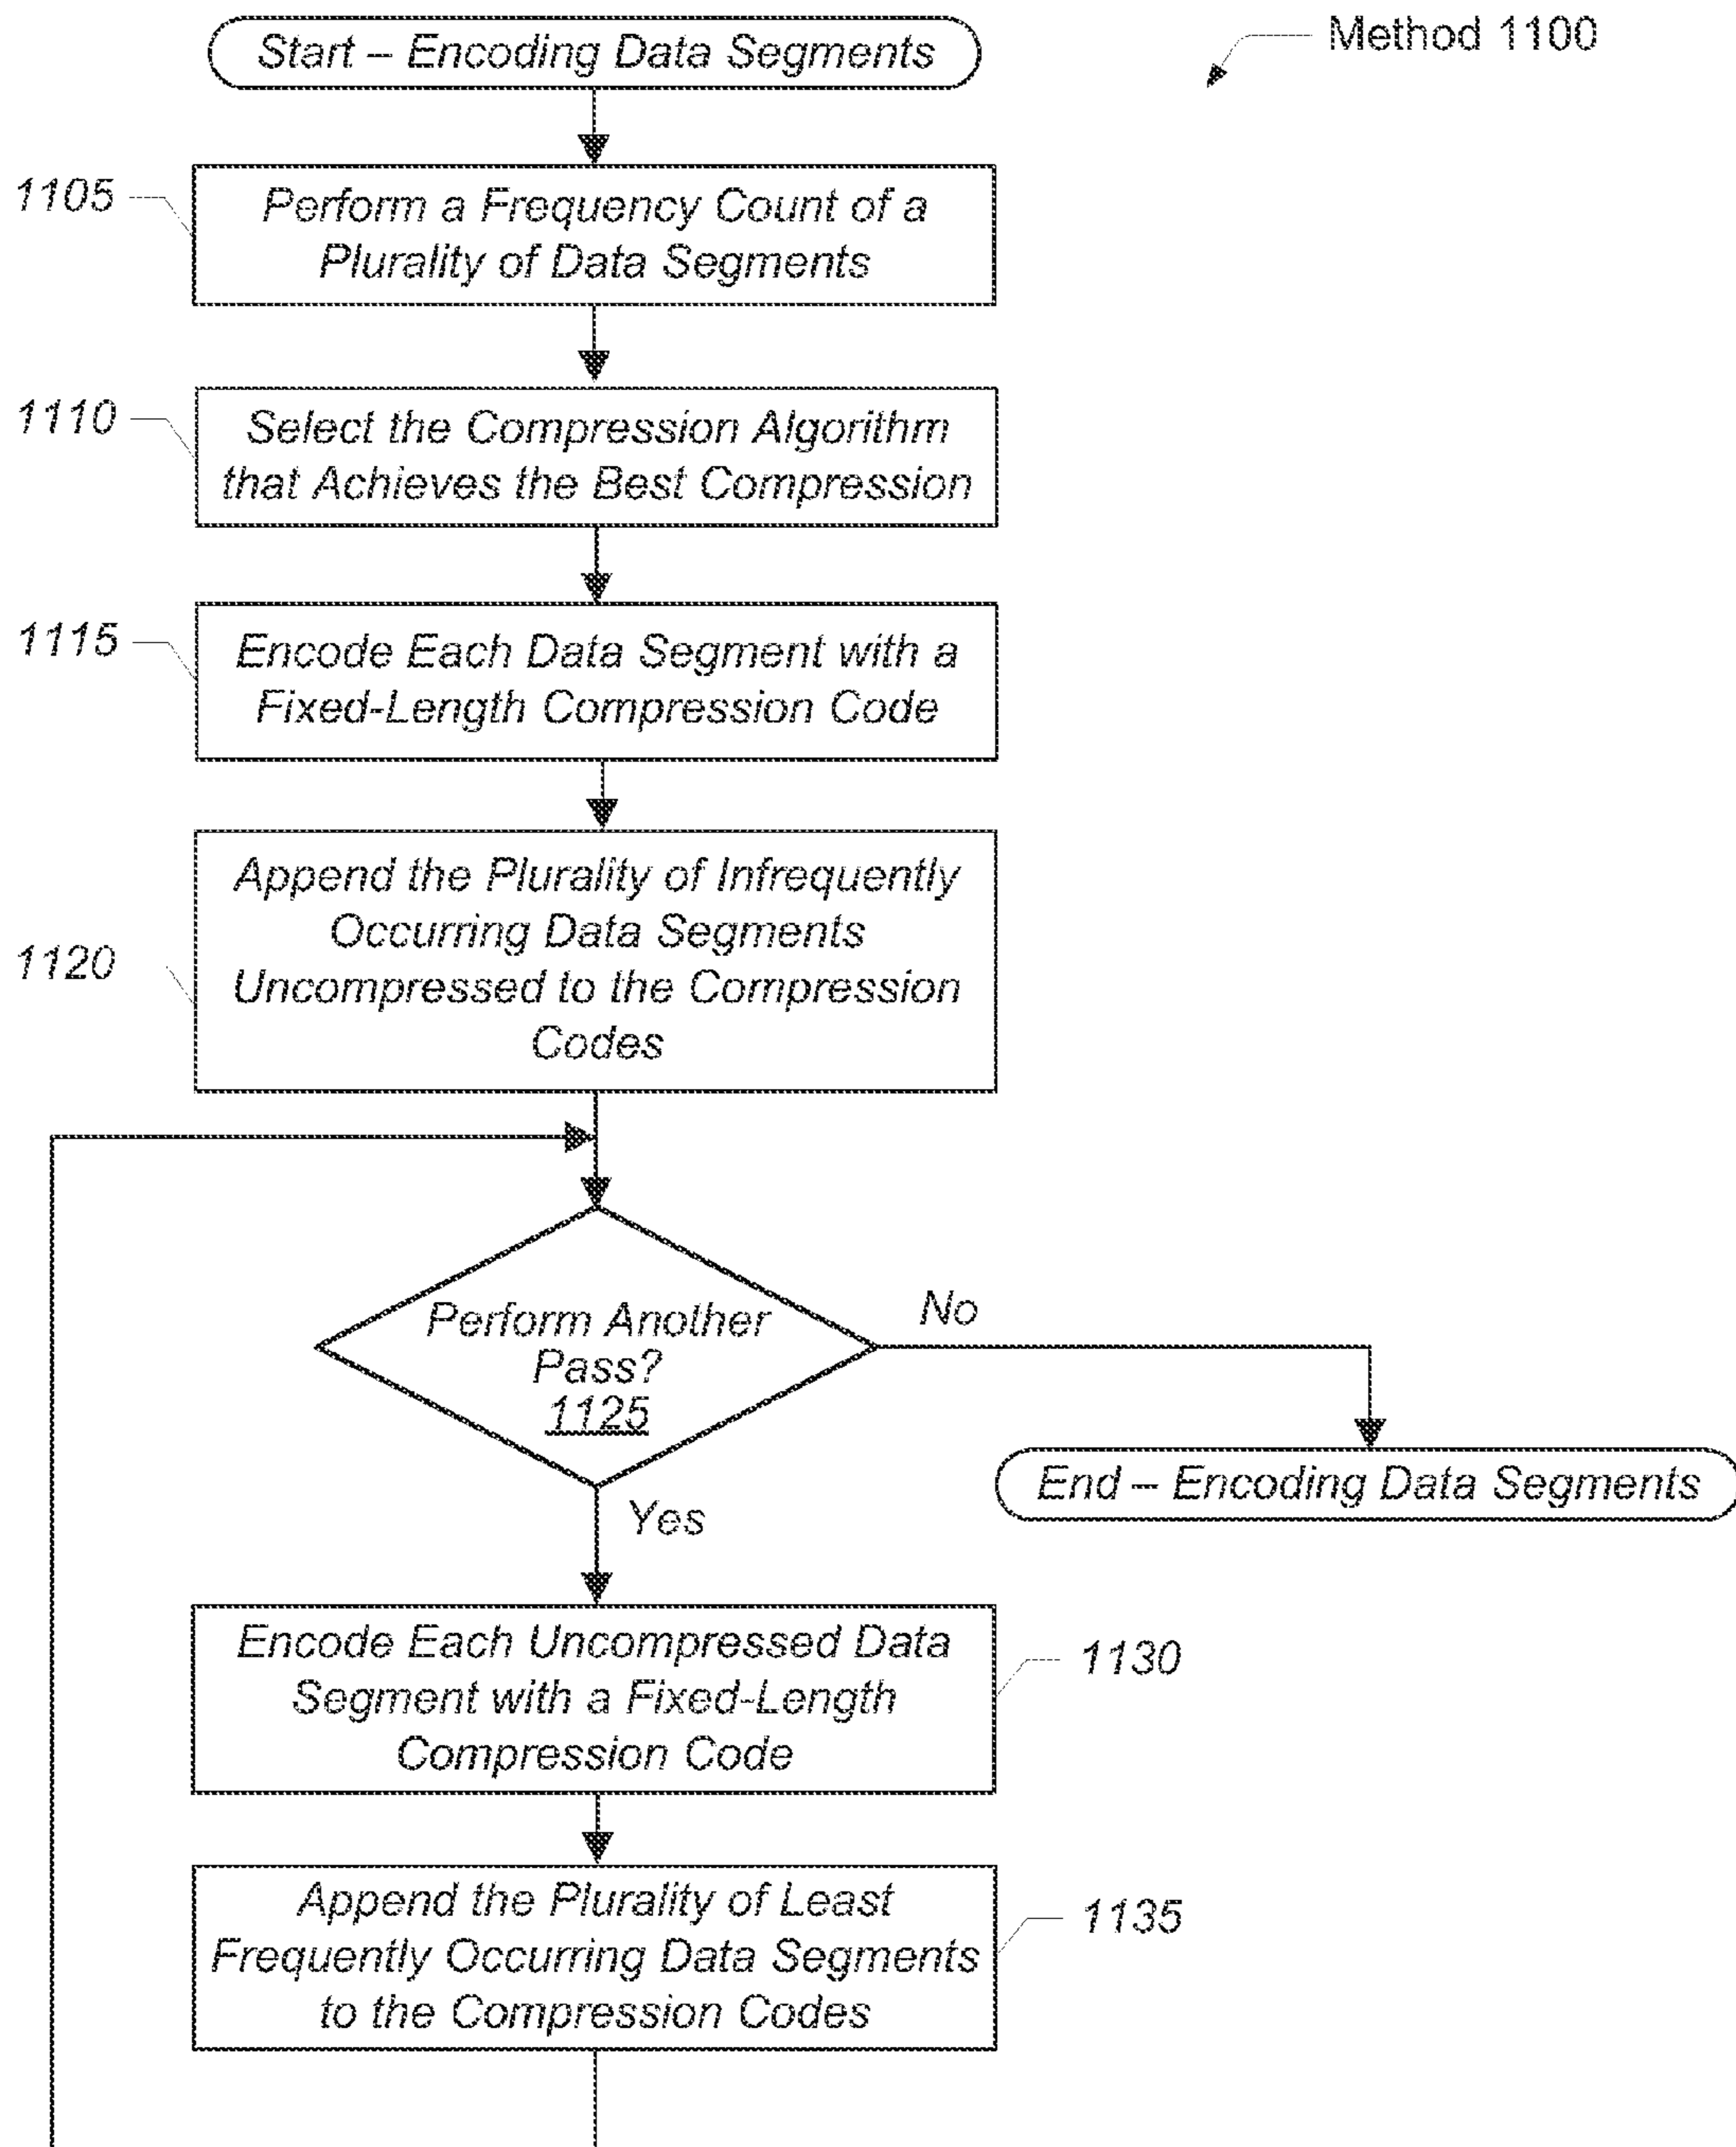 Start – Encoding Data Segments
Method 1100
1105
Perform a Frequency Count of a
Plurality of Data Segments
1110
Select the Compression Algorithm
that Achieves the Best Compression
1115
Encode Each Data Segment with a
Fixed-Length Compression Code
1120
Append the Plurality of Infrequently
Occurring Data Segments
Uncompressed to the Compression
Codes
Perform Another
Pass?
1125
No
End – Encoding Data Segments
Yes
Encode Each Uncompressed Data
Segment with a Fixed-Length
Compression Code
1130
Append the Plurality of Least
Frequently Occurring Data Segments
to the Compression Codes
1135